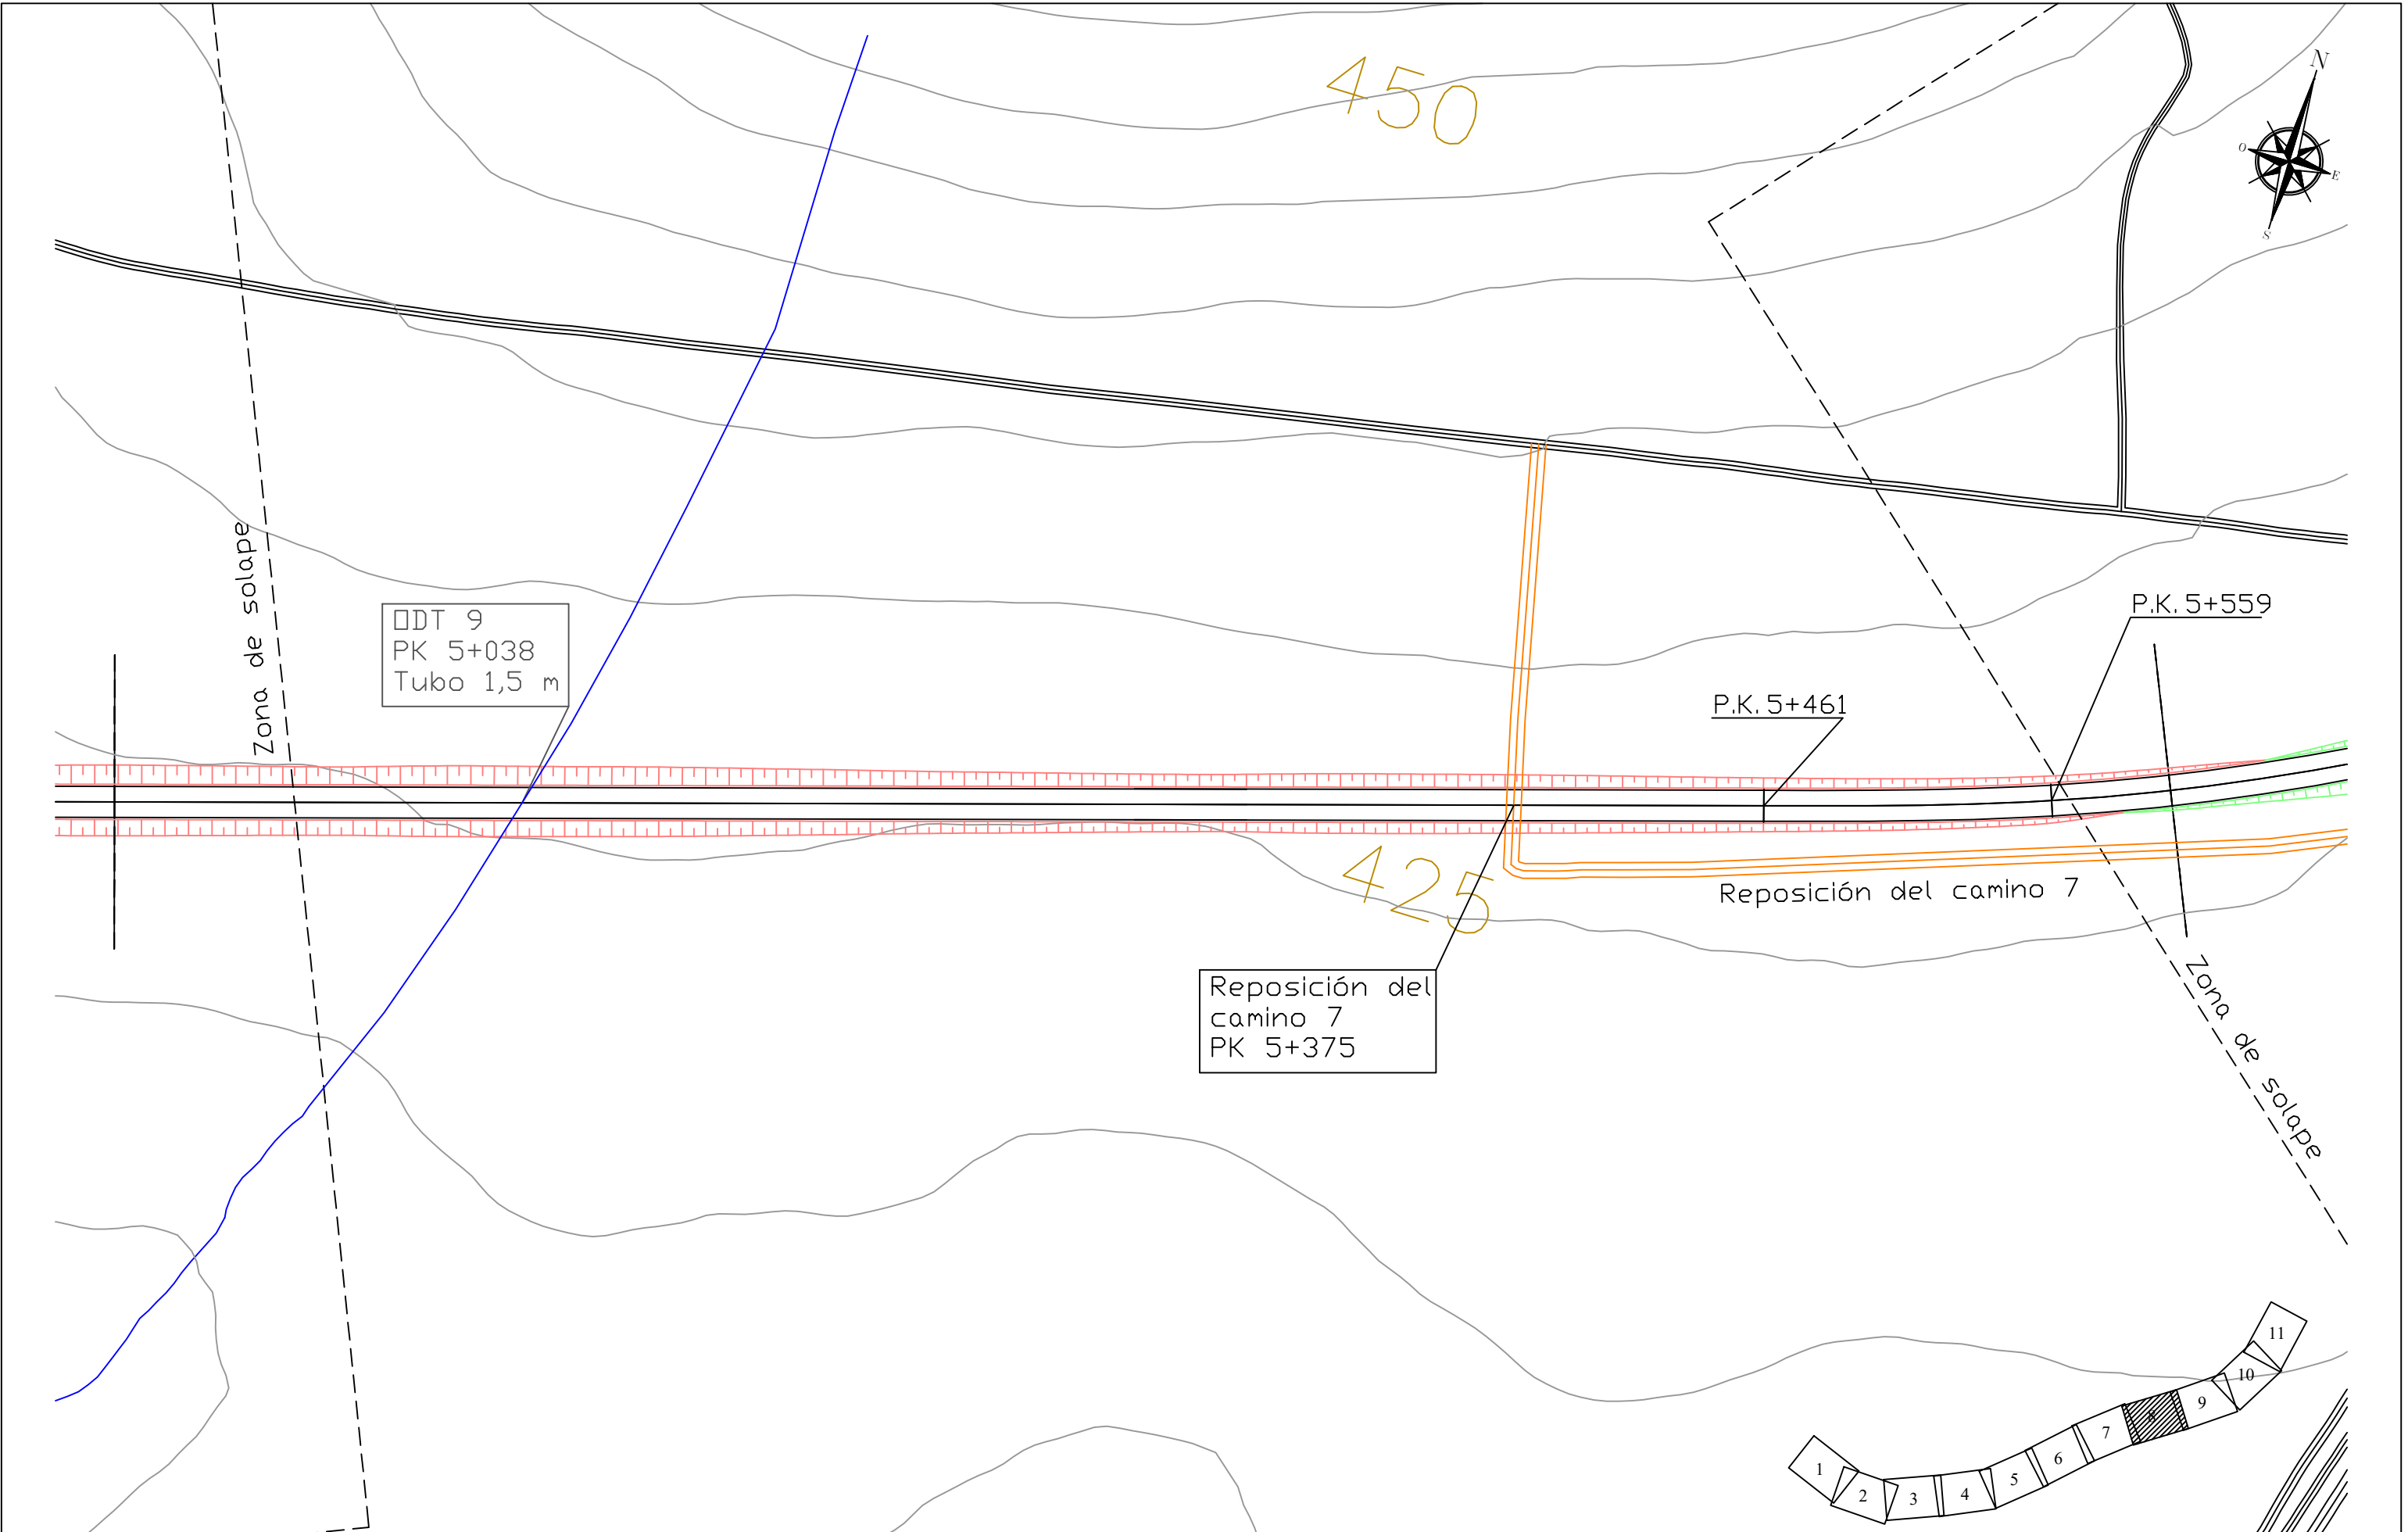 450
N
O
E
S
Zona de solape
ODT 9
PK 5+038
Tubo 1,5 m
P.K. 5+559
P.K. 5+461
425
Reposición del camino 7
Reposición del
camino 7
PK 5+375
Zona de solape
1
2
3
4
5
6
7
8
9
10
11